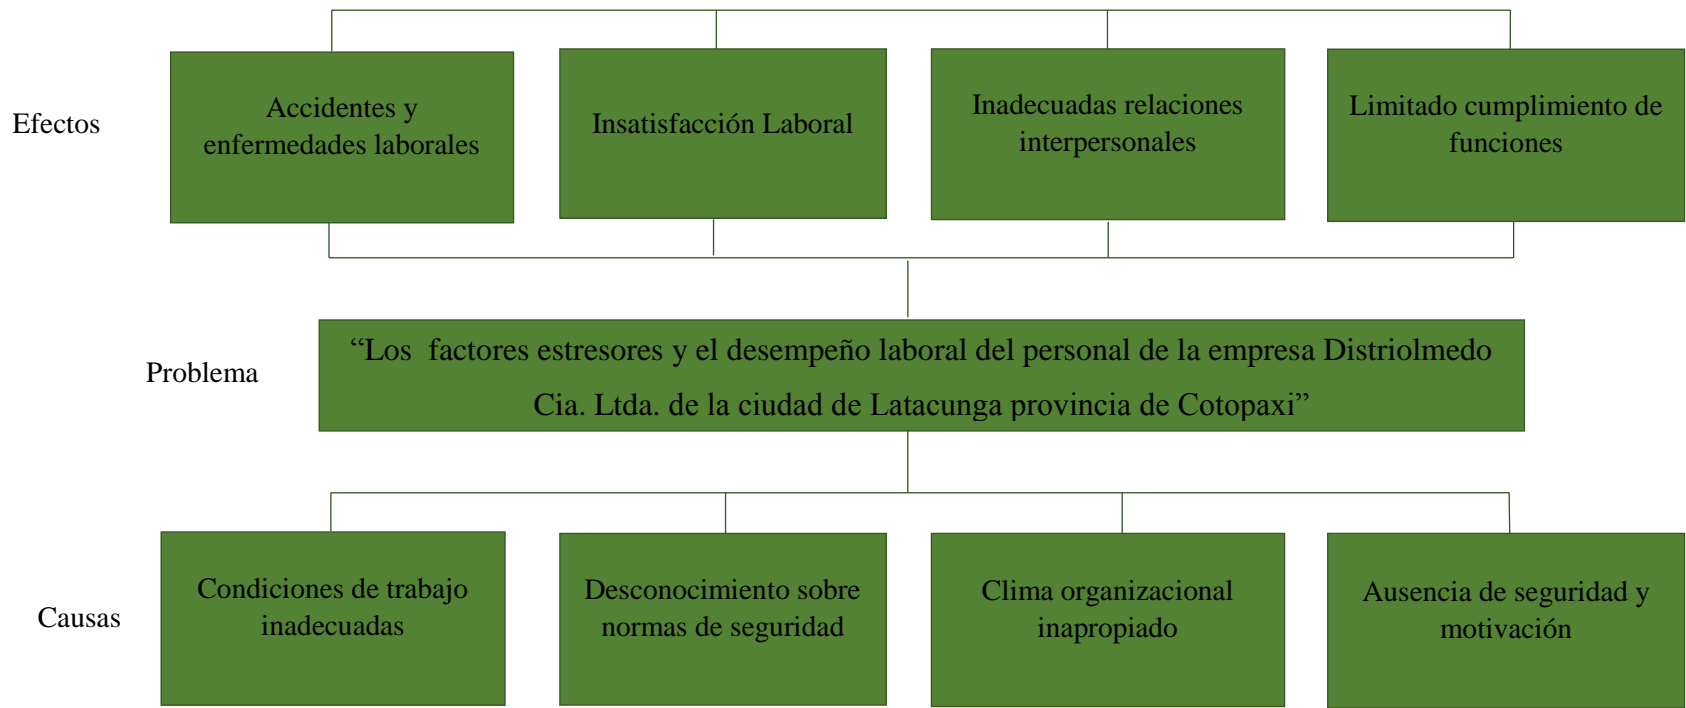 Efectos
Accidentes y
enfermedades laborales
Insatisfacción Laboral
Inadecuadas relaciones
interpersonales
Limitado cumplimiento de
funciones
Problema
“Los factores estresores y el desempeño laboral del personal de la empresa Distriolmedo
Cia. Ltda. de la ciudad de Latacunga provincia de Cotopaxi”
Causas
Condiciones de trabajo
inadecuadas
Desconocimiento sobre
normas de seguridad
Clima organizacional
inapropiado
Ausencia de seguridad y
motivación